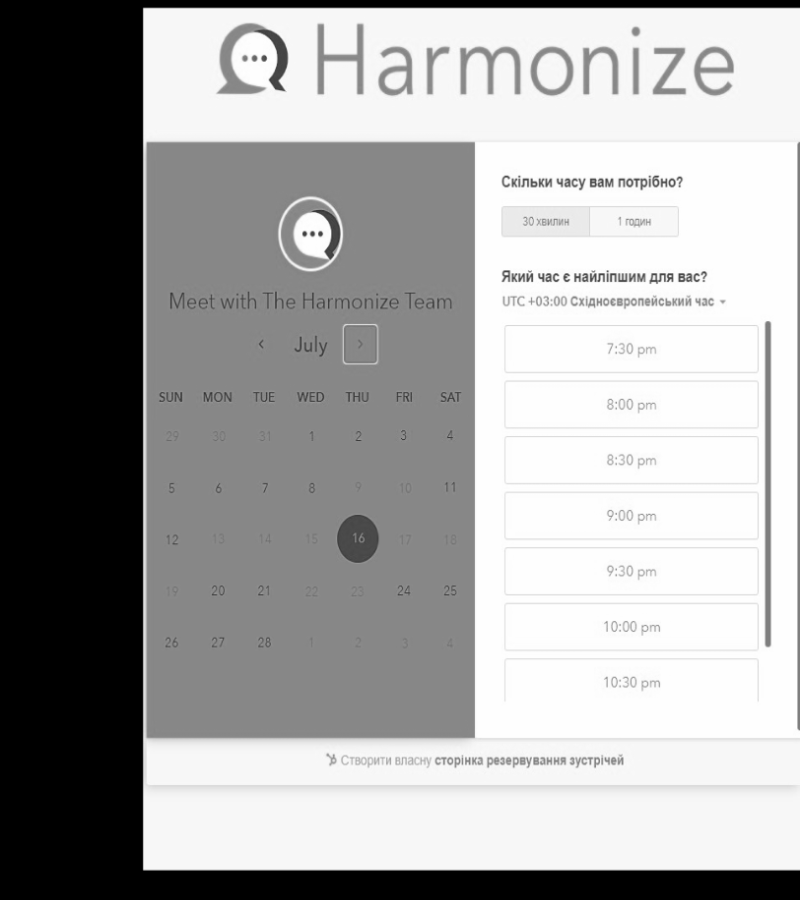 Harmonize
Meet with The Harmonize Team
July
SUN MON TUE WED THU FRI SAT
29 30 31 1 2 3 4
5 6 7 8 9 10 11
12 13 14 15 16 17 18
19 20 21 22 23 24 25
26 27 28 1 2 3 4
Скільки часу вам потрібно?
30 хвилин 1 годин
Який час є найліпшим для вас?
UTC +03:00 Східноєвропейський час
7:30 pm
8:00 pm
8:30 pm
9:00 pm
9:30 pm
10:00 pm
10:30 pm
Створити власну сторінка резервування зустрічей